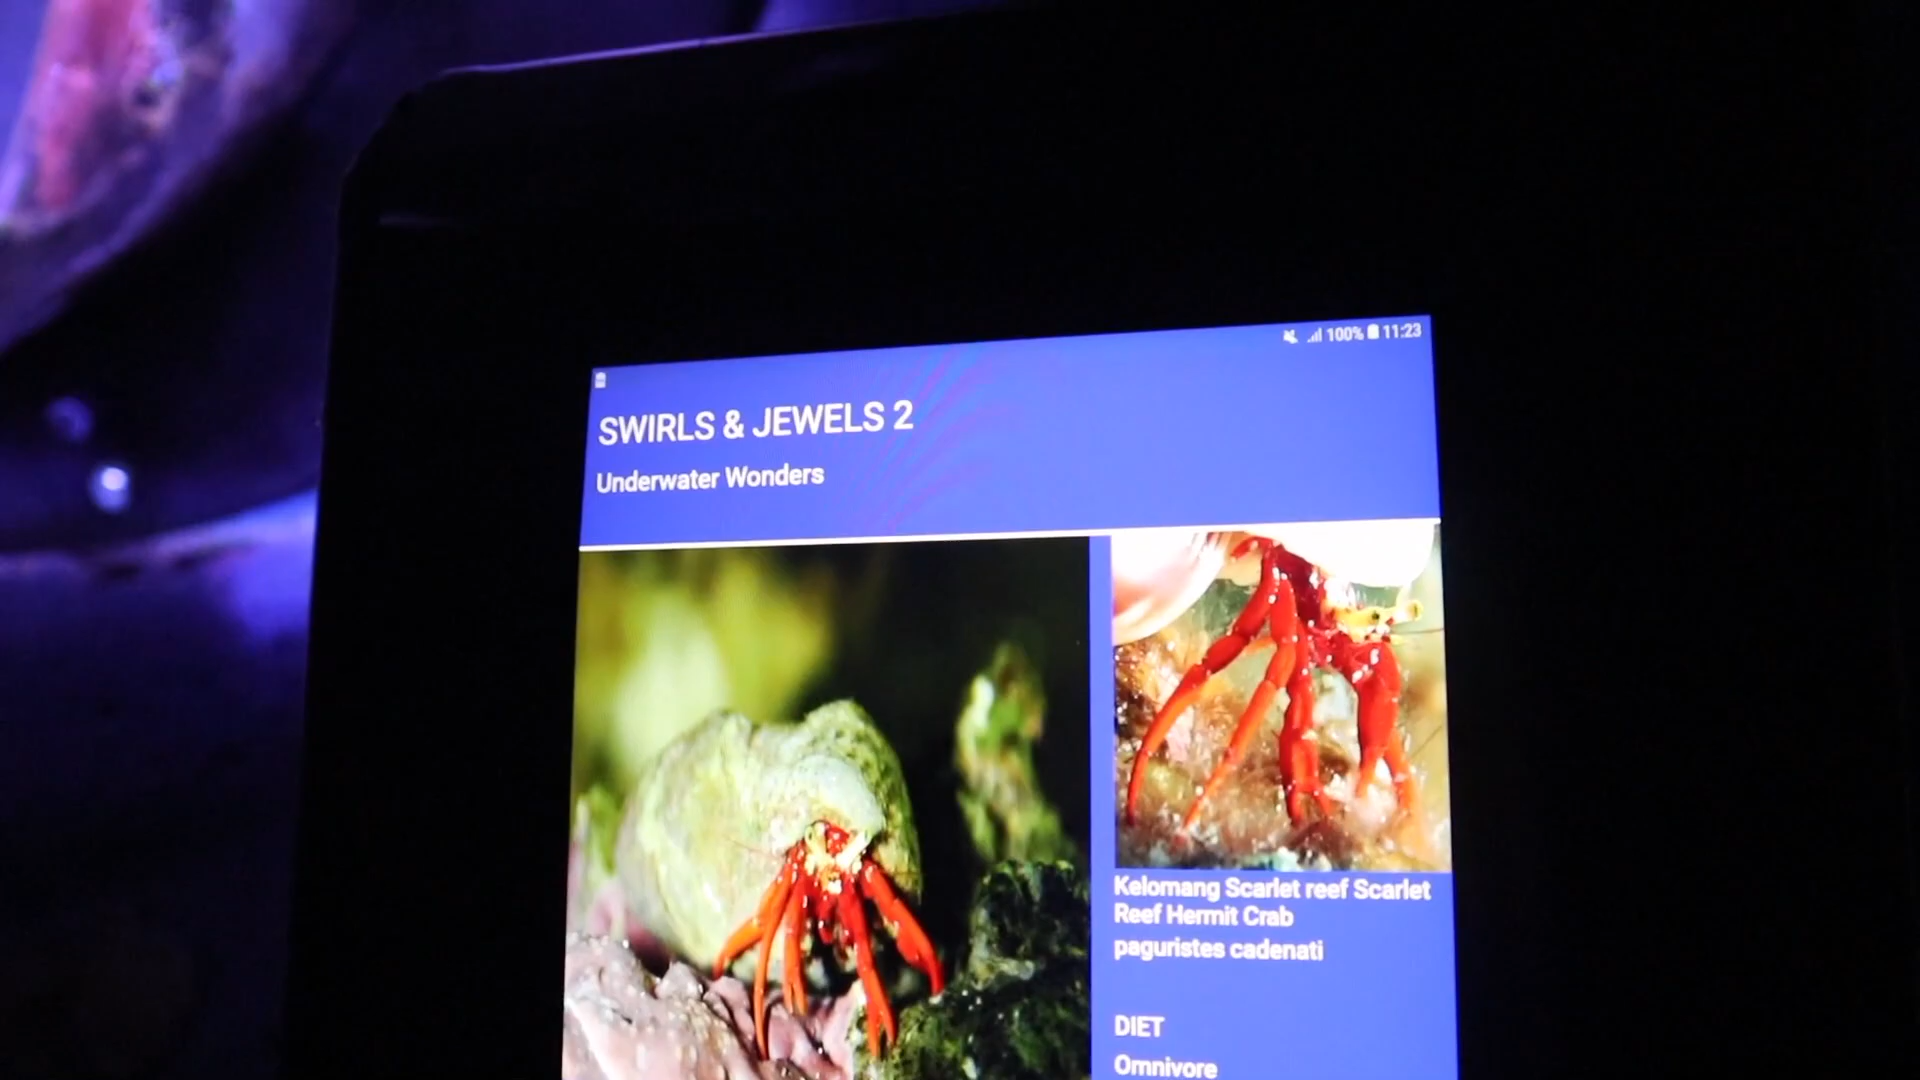 100% 11:23
SWIRLS & JEWELS 2
Underwater Wonders
Kelomang Scarlet reef Scarlet
Reef Hermit Crab
paguristes cadenati
DIET
Omnivore